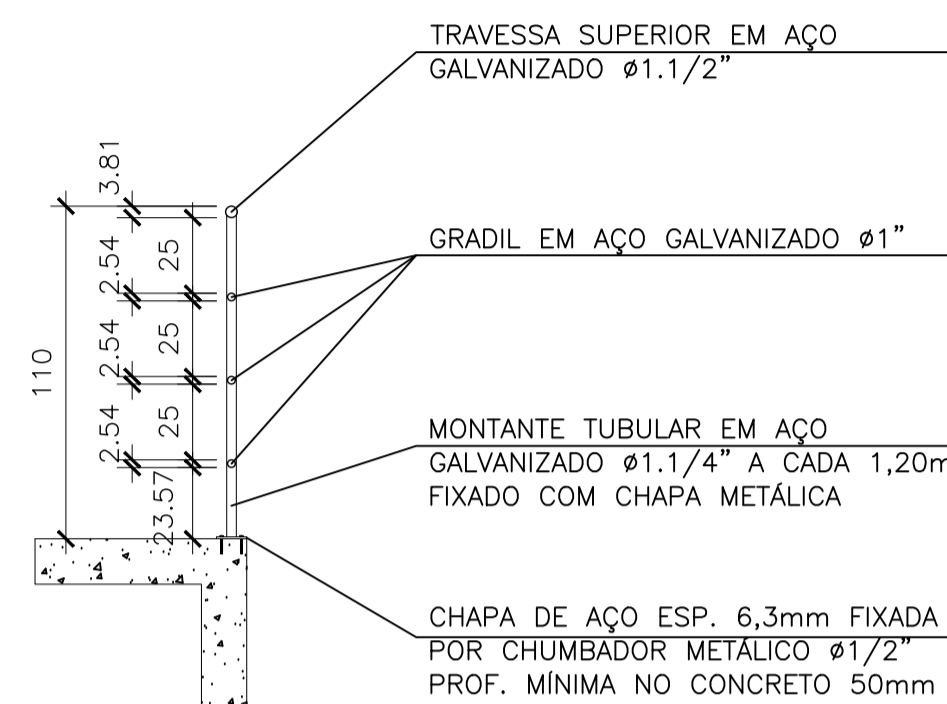 TRAVESSA SUPERIOR EM AÇO
GALVANIZADO ø1.1/2"
3.81
2.54
25
GRADIL EM AÇO GALVANIZADO ø1"
2.54
25
110
2.54
25
MONTANTE TUBULAR EM AÇO
GALVANIZADO ø1.1/4" A CADA 1,20m
FIXADO COM CHAPA METÁLICA
23.57
CHAPA DE AÇO ESP. 6,3mm FIXADA
POR CHUMBADOR METÁLICO ø1/2"
PROF. MÍNIMA NO CONCRETO 50mm